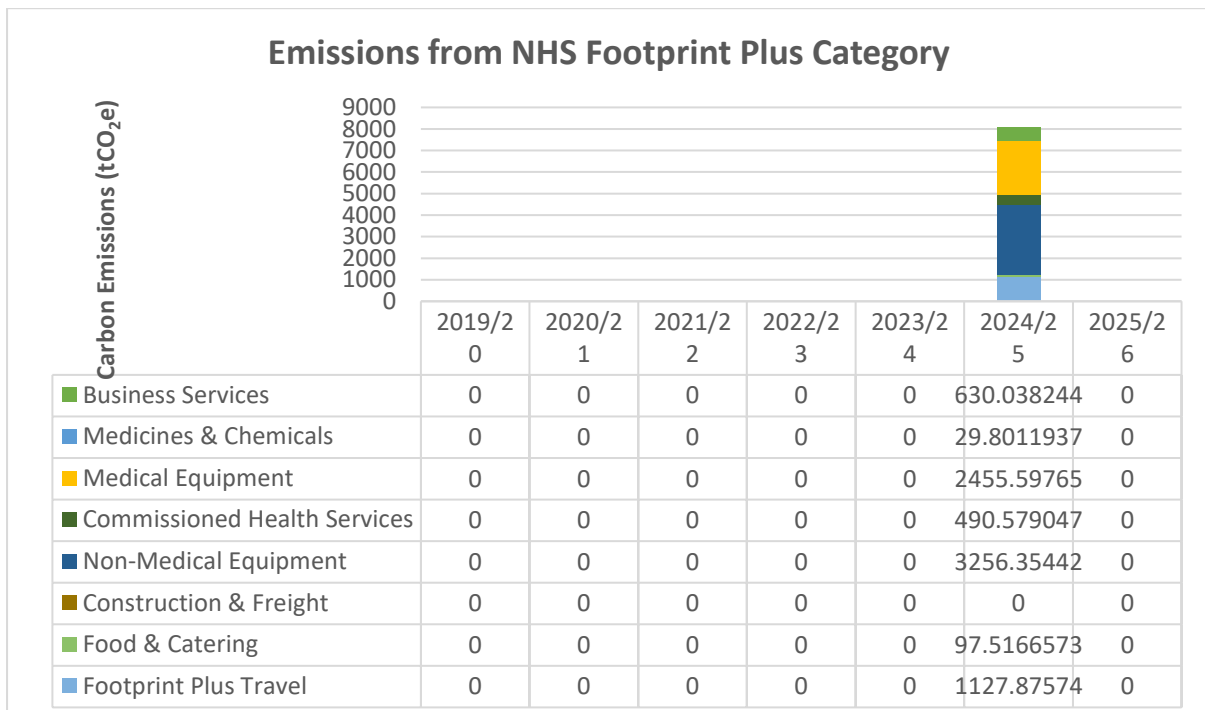 Emissions from NHS Footprint Plus Category
Carbon Emissions (tCO₂e)
9000
8000
7000
6000
5000
4000
3000
2000
1000
0
2019/2 2020/2 2021/2 2022/2 2023/2 2024/2 2025/2
0 1 2 3 4 5 6
Business Services 0 0 0 0 0 630.038244 0
Medicines & Chemicals 0 0 0 0 0 29.8011937 0
Medical Equipment 0 0 0 0 0 2455.59765 0
Commissioned Health Services 0 0 0 0 0 490.579047 0
Non-Medical Equipment 0 0 0 0 0 3256.35442 0
Construction & Freight 0 0 0 0 0 0 0
Food & Catering 0 0 0 0 0 97.5166573 0
Footprint Plus Travel 0 0 0 0 0 1127.87574 0